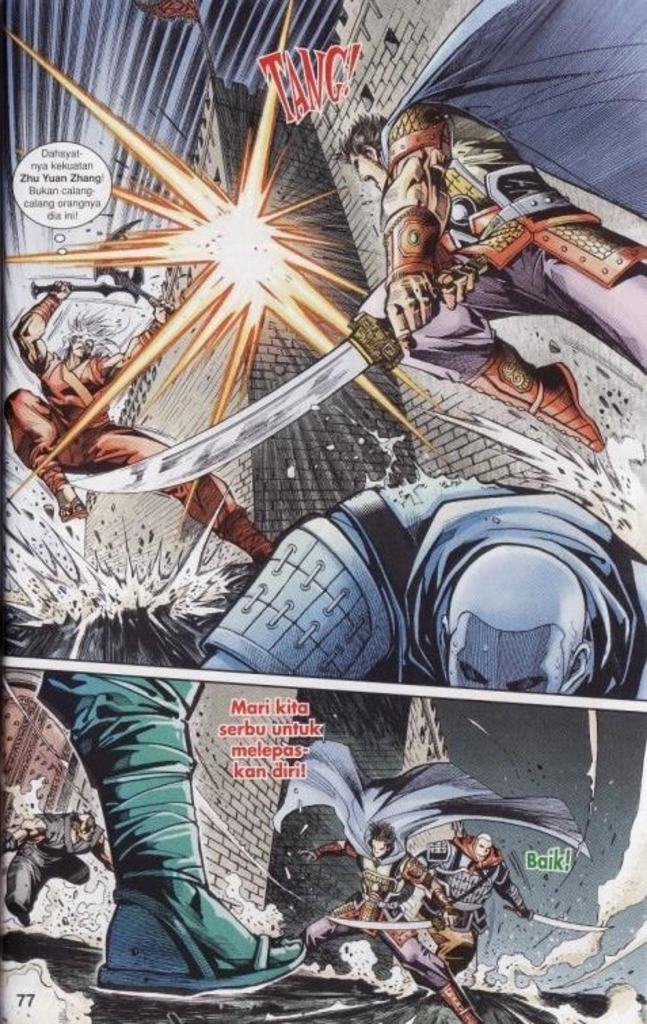 TANG!
Dahsyat-
nya kekuatan
Zhu Yuan Zhang!
Bukan calang-
calang orangnya
dia ini!
Mari kita
serbu untuk
melepas-
kan diri!
Baik!
77